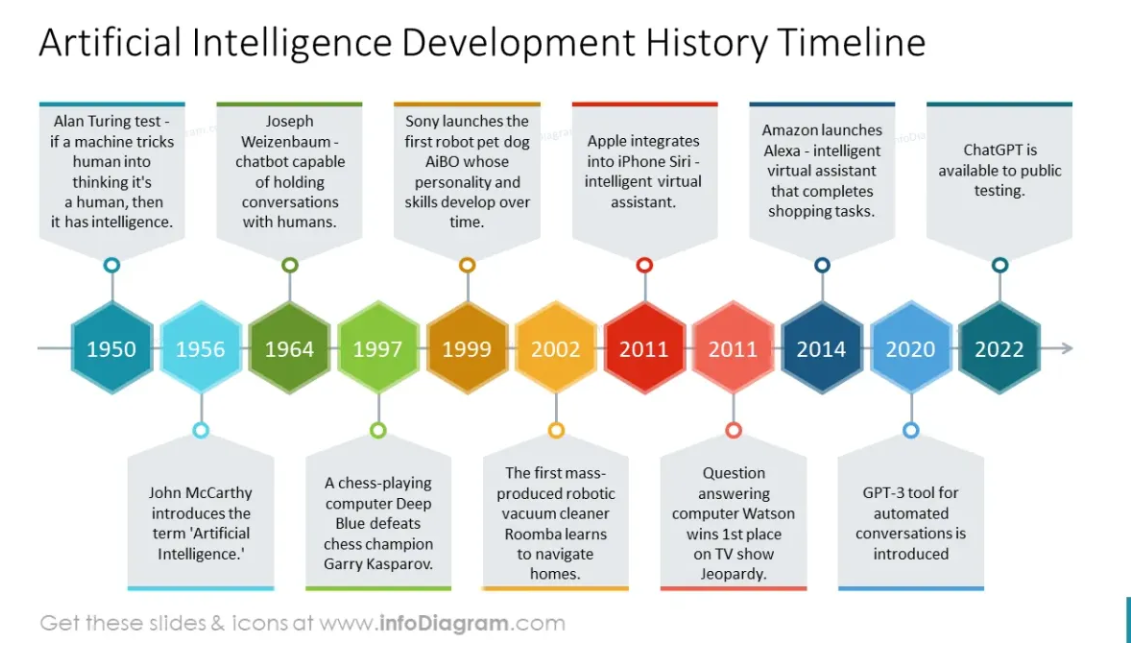 Artificial Intelligence Development History Timeline
Alan Turing test -
if a machine tricks
human into
thinking it's
a human, then
it has intelligence.
Joseph
Weizenbaum -
chatbot capable
of holding
conversations
with humans.
Sony launches the
first robot pet dog
AiBO whose
personality and
skills develop over
time.
Apple integrates
into iPhone Siri -
intelligent virtual
assistant.
Amazon launches
Alexa - intelligent
virtual assistant
that completes
shopping tasks.
ChatGPT is
available to public
testing.
1950
1956
1964
1997
1999
2002
2011
2011
2014
2020
2022
John McCarthy
introduces the
term 'Artificial
Intelligence.'
A chess-playing
computer Deep
Blue defeats
chess champion
Garry Kasparov.
The first mass-
produced robotic
vacuum cleaner
Roomba learns
to navigate
homes.
Question
answering
computer Watson
wins 1st place
on TV show
Jeopardy.
GPT-3 tool for
automated
conversations is
introduced
Get these slides & icons at www.infoDiagram.com